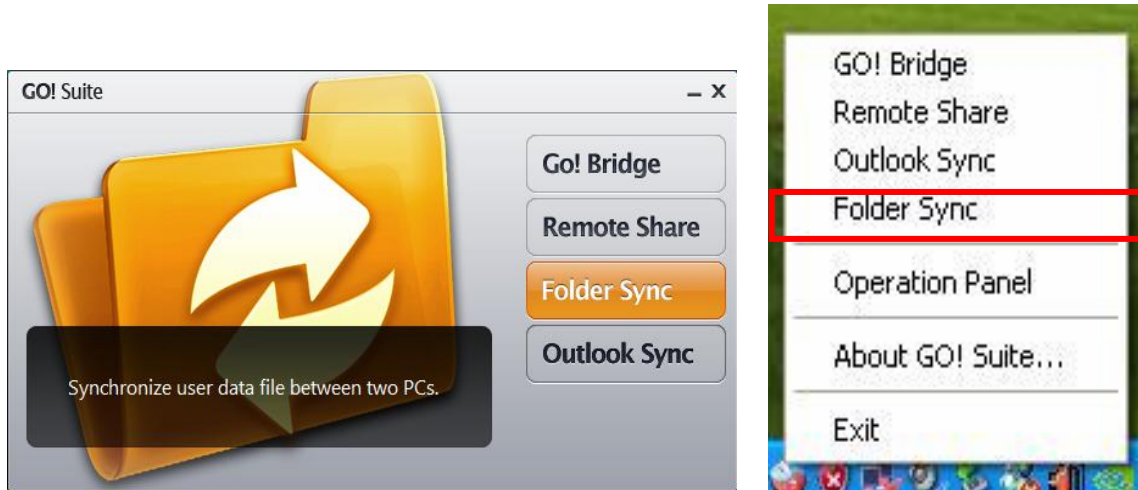 GO! Suite
Go! Bridge
Remote Share
Folder Sync
Outlook Sync
Synchronize user data file between two PCs.
GO! Bridge
Remote Share
Outlook Sync
Folder Sync
Operation Panel
About GO! Suite...
Exit